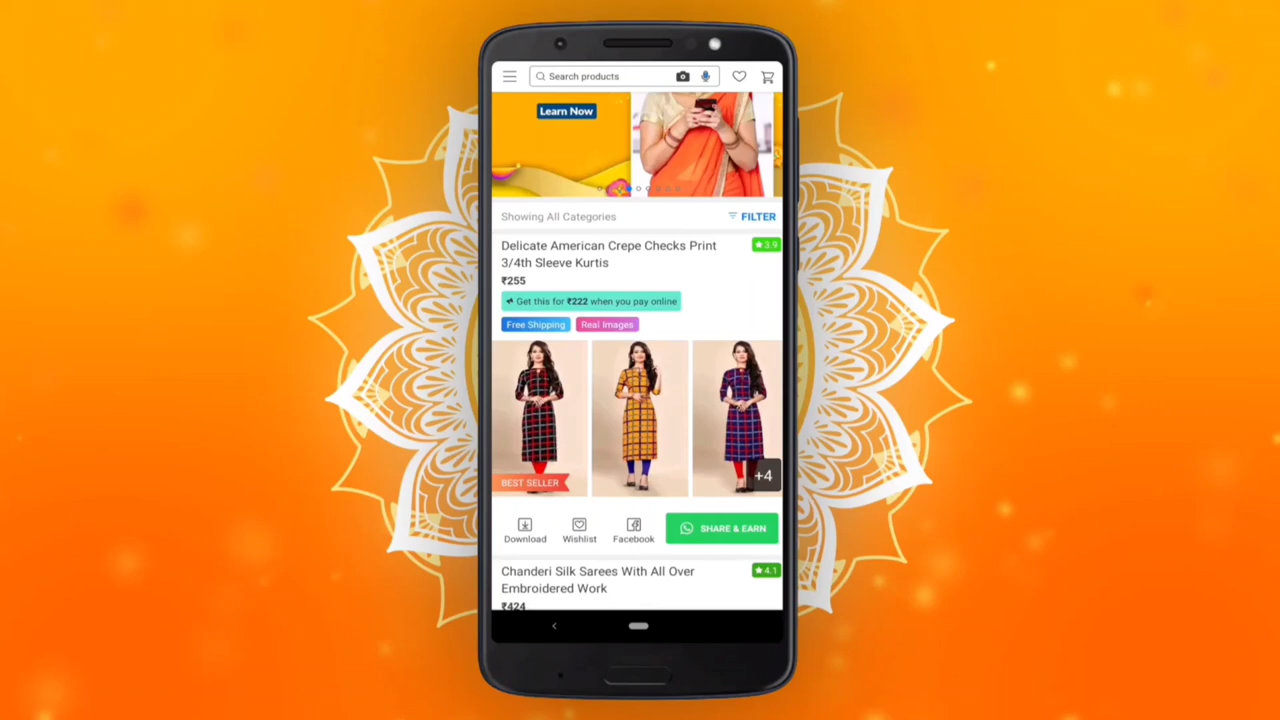 Search products
Learn Now
Showing All Categories
FILTER
Delicate American Crepe Checks Print
3/4th Sleeve Kurtis
3.9
₹255
Get this for ₹222 when you pay online
Free Shipping
Real Images
BEST SELLER
+4
Download
Wishlist
Facebook
SHARE & EARN
Chanderi Silk Sarees With All Over
Embroidered Work
4.1
₹424